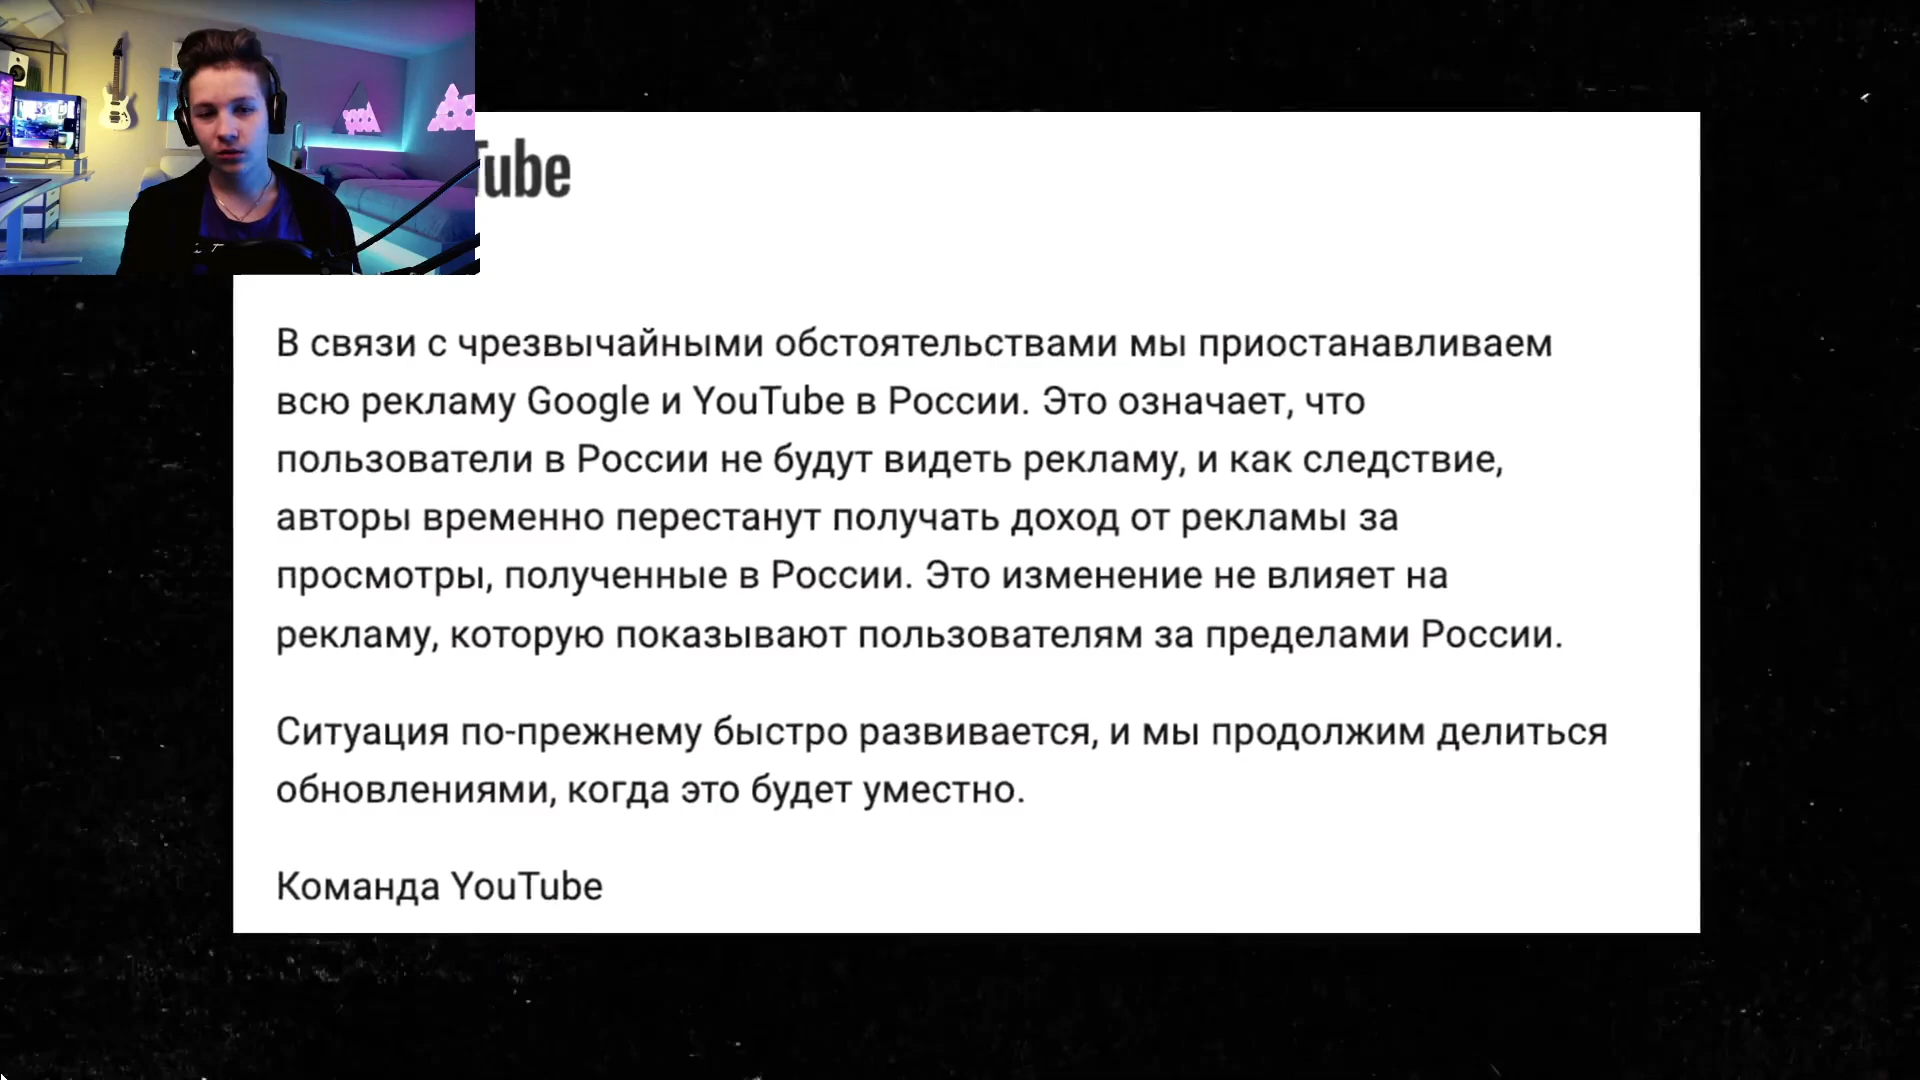 Tube
В связи с чрезвычайными обстоятельствами мы приостанавливаем
всю рекламу Google и YouTube в России. Это означает, что
пользователи в России не будут видеть рекламу, и как следствие,
авторы временно перестанут получать доход от рекламы за
просмотры, полученные в России. Это изменение не влияет на
рекламу, которую показывают пользователям за пределами России.
Ситуация по-прежнему быстро развивается, и мы продолжим делиться
обновлениями, когда это будет уместно.
Команда YouTube